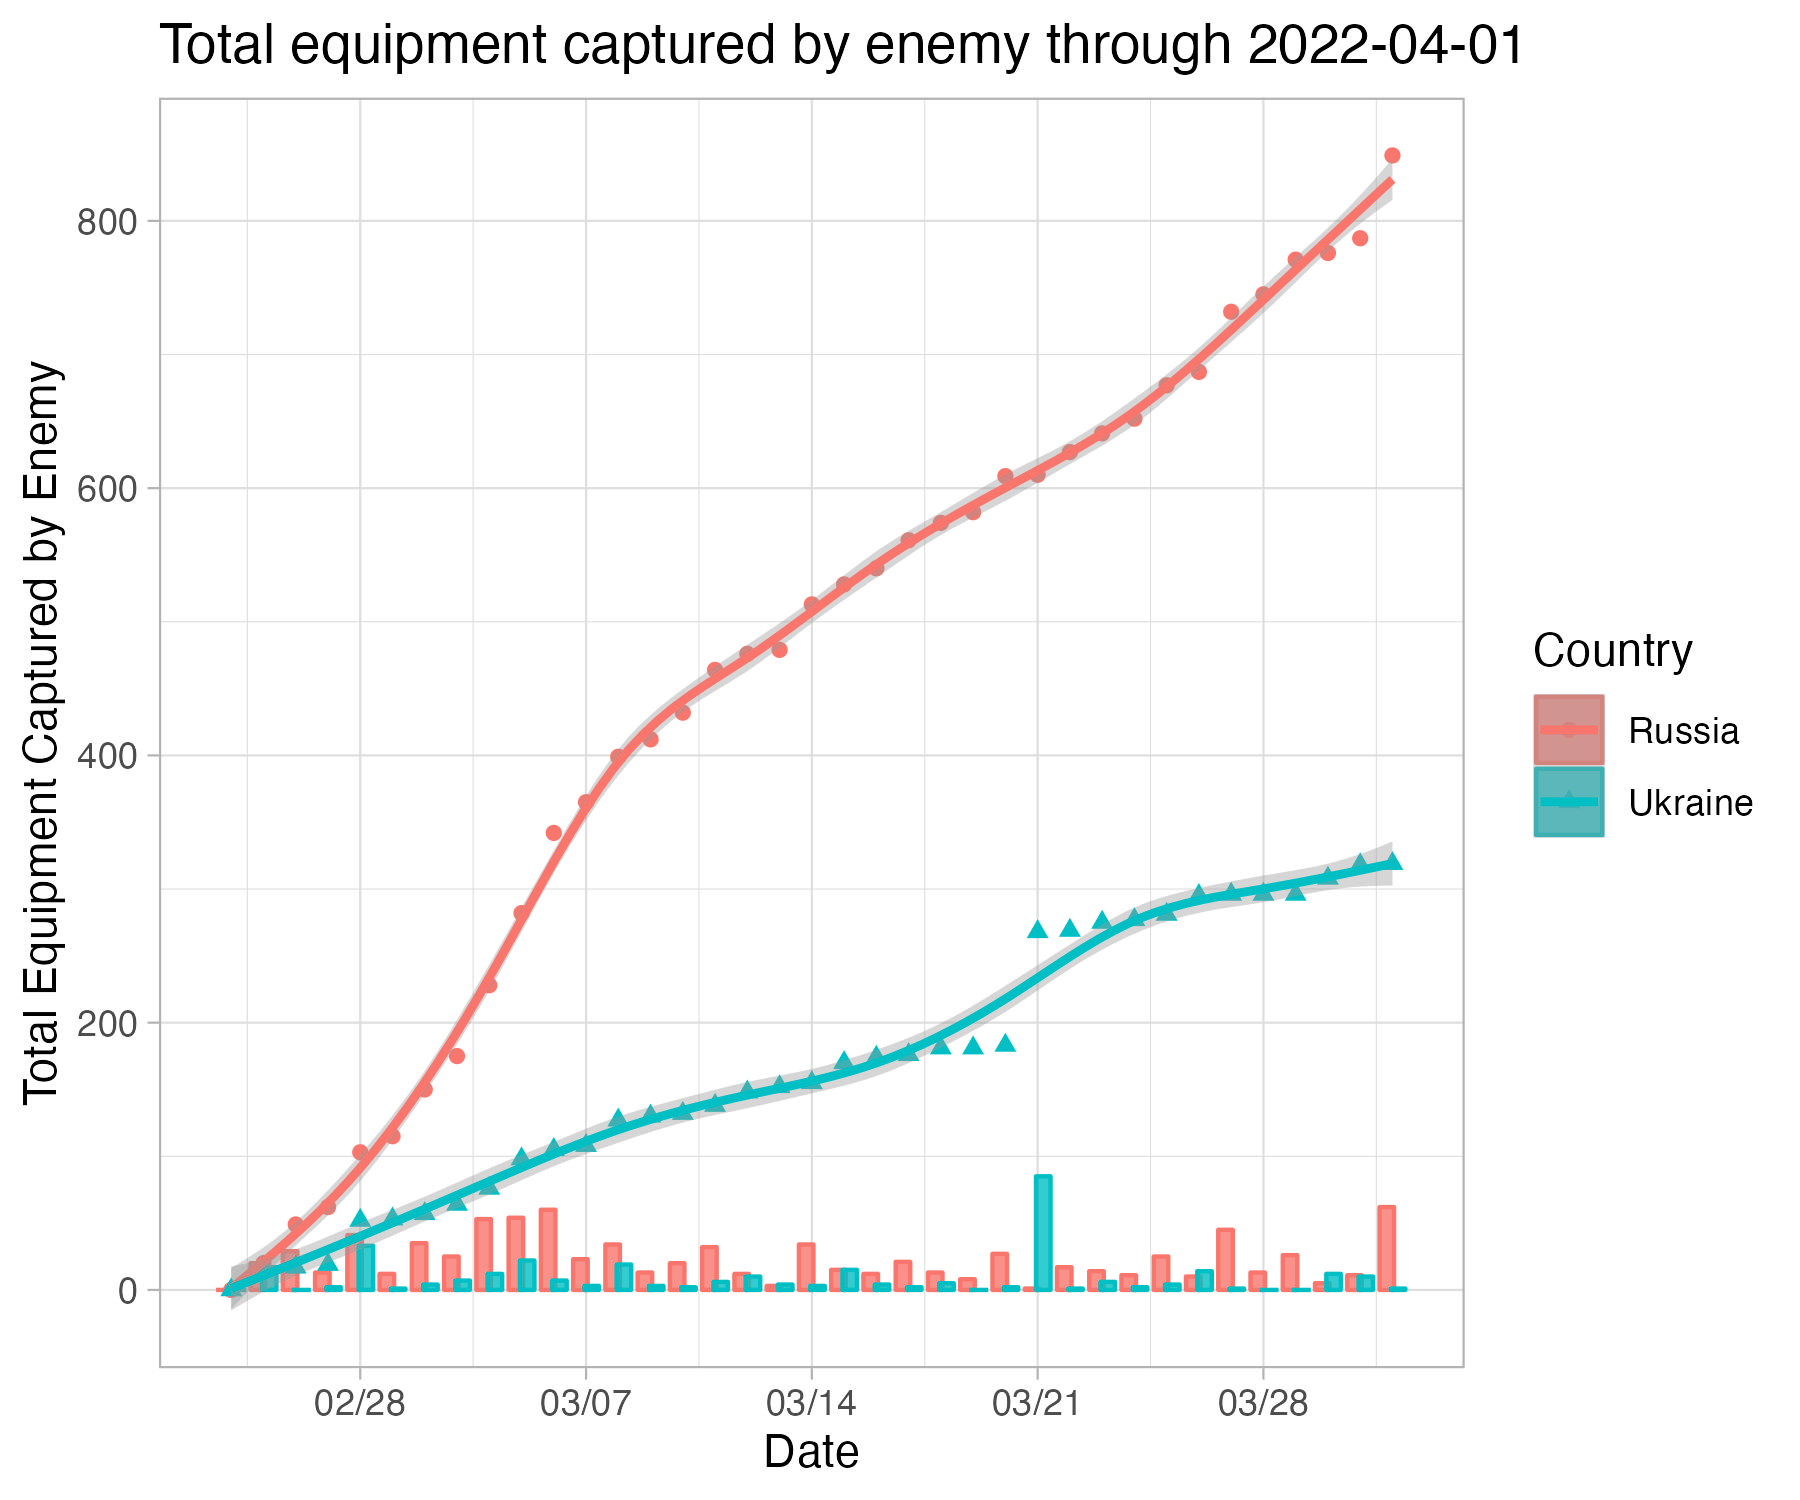 Total equipment captured by enemy through 2022-04-01
Total Equipment Captured by Enemy
800
600
400
200
0
02/28 03/07 03/14 03/21 03/28
Date
Country
Russia
Ukraine